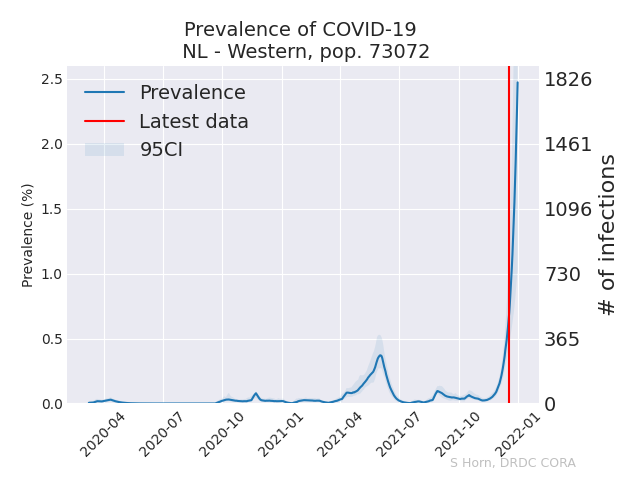 Prevalence of COVID-19
NL - Western, pop. 73072
Prevalence
Latest data
95CI
Prevalence (%)
2.5
2.0
1.5
1.0
0.5
0.0
1826
1461
1096
730
365
0
# of infections
2020-04
2020-07
2020-10
2021-01
2021-04
2021-07
2021-10
2022-01
S Horn, DRDC CORA